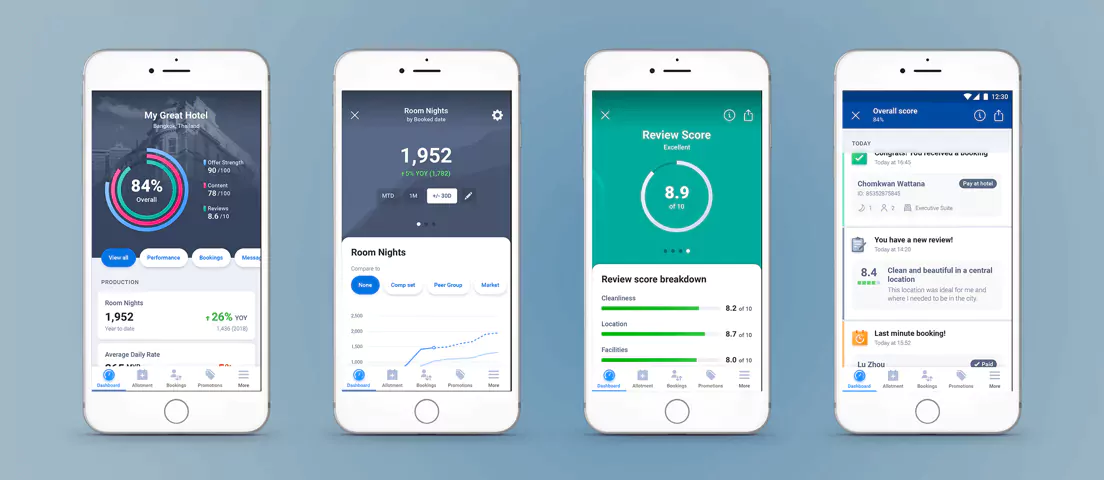 My Great Hotel
Bangkok, Thailand
84%
Overall
Offer Strength
90 /100
Content
78 /100
Reviews
8.6 /10
View all
Performance
Bookings
Messag
PRODUCTION
Room Nights
1,952
26% YOY
Year to date
1,436 (2018)
Average Daily Rate
Dashboard
Allotment
Bookings
Promotions
More
Room Nights
by Booked date
1,952
5% YOY (1,782)
MTD
1M
+/- 30D
Room Nights
Compare to
None
Comp set
Peer Group
Market
2,500
2,000
1,500
1,000
Dashboard
Allotment
Bookings
Promotions
More
Review Score
Excellent
8.9
of 10
Review score breakdown
Cleanliness
8.2 of 10
Location
8.7 of 10
Facilities
8.0 of 10
Dashboard
Allotment
Bookings
Promotions
More
12:30
Overall score
84%
TODAY
Congrats! You received a booking
Today at 16:45
Chomkwan Wattana
Pay at hotel
ID: 95352975845
1
2
Executive Suite
You have a new review!
Today at 14:20
8.4
Clean and beautiful in a central
location
This location was ideal for me and
where I needed to be in the city.
Last minute booking!
Today at 15:52
Lu Zhou
Paid
Dashboard
Allotment
Bookings
Promotions
More